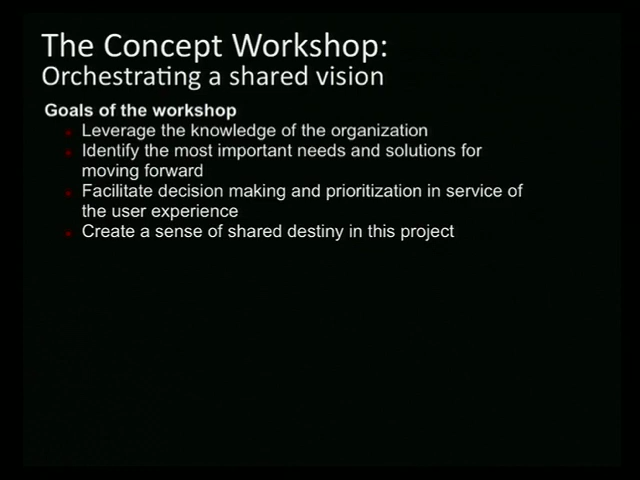 The Concept Workshop:
Orchestrating a shared vision
Goals of the workshop
Leverage the knowledge of the organization
Identify the most important needs and solutions for
moving forward
Facilitate decision making and prioritization in service of
the user experience
Create a sense of shared destiny in this project